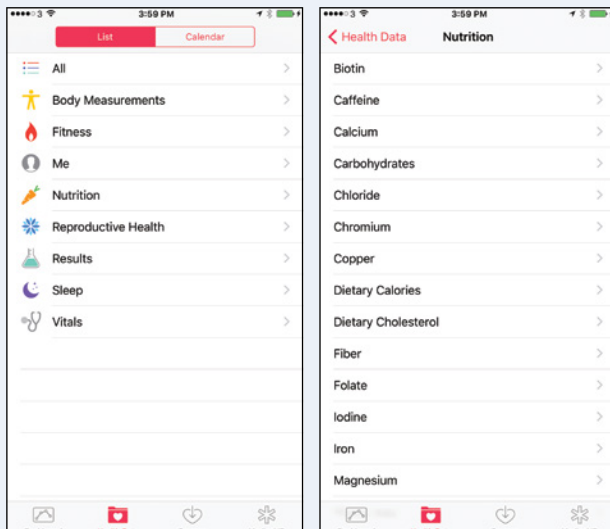 3 3:59 PM
List Calendar
All
Body Measurements
Fitness
Me
Nutrition
Reproductive Health
Results
Sleep
Vitals
3 3:59 PM
Health Data Nutrition
Biotin
Caffeine
Calcium
Carbohydrates
Chloride
Chromium
Copper
Dietary Calories
Dietary Cholesterol
Fiber
Folate
Iodine
Iron
Magnesium